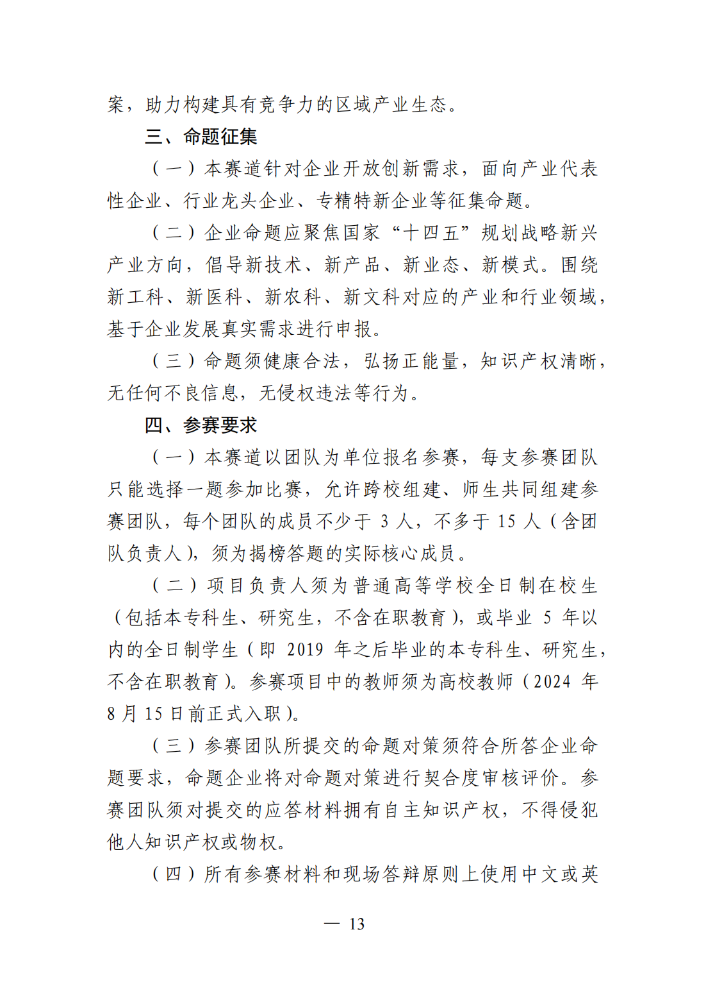 案，助力构建具有竞争力的区域产业生态。
三、命题征集
（一）本赛道针对企业开放创新需求，面向产业代表
性企业、行业龙头企业、专精特新企业等征集命题。
（二）企业命题应聚焦国家“十四五”规划战略新兴
产业方向，倡导新技术、新产品、新业态、新模式。围绕
新工科、新医科、新农科、新文科对应的产业和行业领域，
基于企业发展真实需求进行申报。
（三）命题须健康合法，弘扬正能量，知识产权清晰，
无任何不良信息，无侵权违法等行为。
四、参赛要求
（一）本赛道以团队为单位报名参赛，每支参赛团队
只能选择一题参加比赛，允许跨校组建、师生共同组建参
赛团队，每个团队的成员不少于 3 人，不多于 15 人（含团
队负责人），须为揭榜答题的实际核心成员。
（二）项目负责人须为普通高等学校全日制在校生
（包括本专科生、研究生，不含在职教育），或毕业 5 年以
内的全日制学生（即 2019 年之后毕业的本专科生、研究生，
不含在职教育）。参赛项目中的教师须为高校教师（2024 年
8 月 15 日前正式入职）。
（三）参赛团队所提交的命题对策须符合所答企业命
题要求，命题企业将对命题对策进行契合度审核评价。参
赛团队须对提交的应答材料拥有自主知识产权，不得侵犯
他人知识产权或物权。
（四）所有参赛材料和现场答辩原则上使用中文或英
— 13